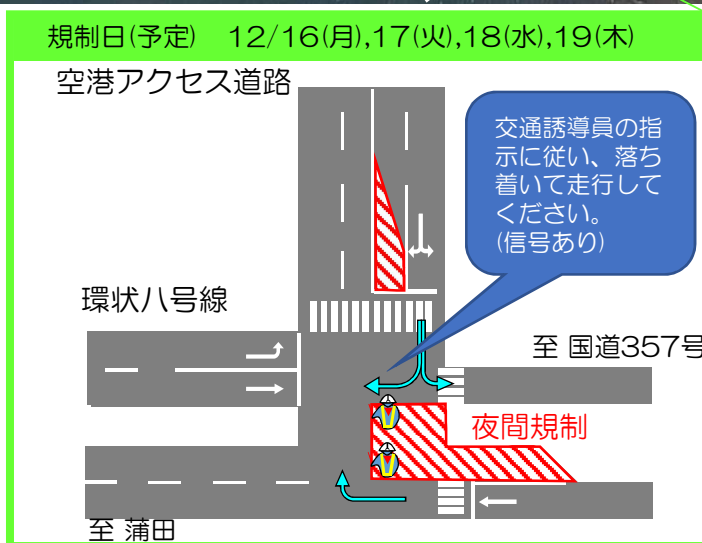 規制日(予定) 12/16(月),17(火),18(水),19(木)
空港アクセス道路
交通誘導員の指
示に従い、落ち
着いて走行して
ください。
(信号あり)
環状八号線
至 国道357号
夜間規制
至 蒲田